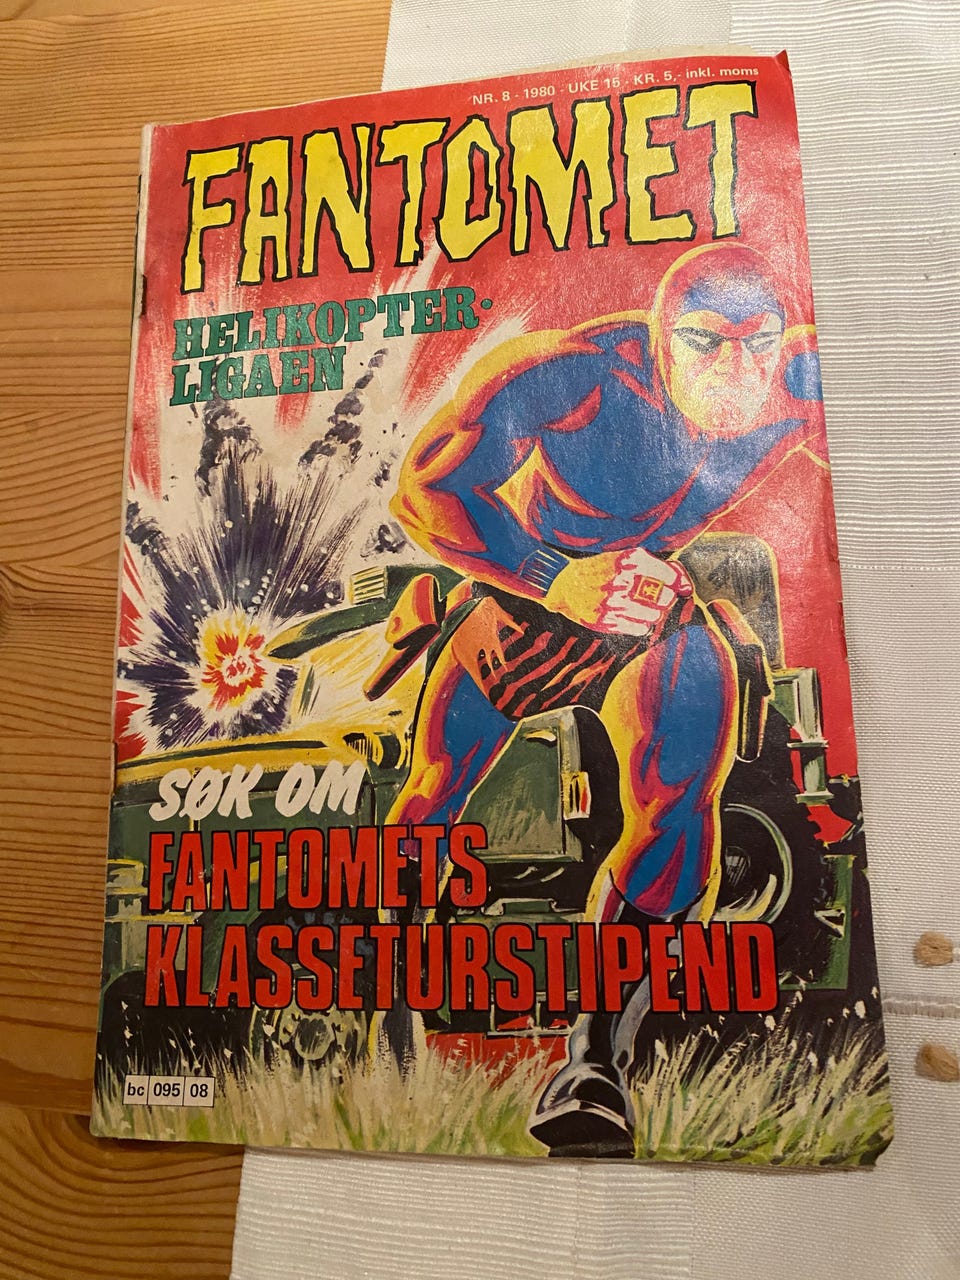 NR. 8 - 1980 - UKE 15 - KR. 5,- inkl. moms
FANTOMET
HELIKOPTER-
LIGAEN
SØK OM
FANTOMETS
KLASSETURSTIPEND
bc 095 08